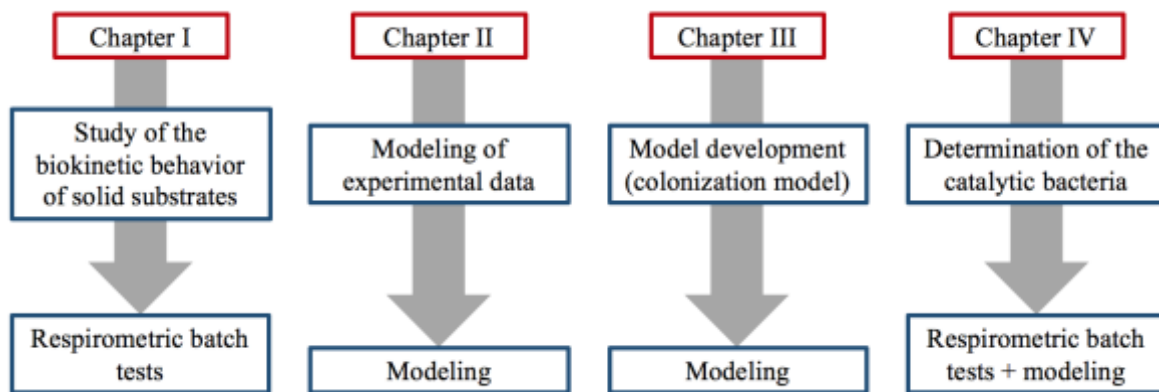 Chapter I
Chapter II
Chapter III
Chapter IV
Study of the
biokinetic behavior
of solid substrates
Modeling of
experimental data
Model development
(colonization model)
Determination of the
catalytic bacteria
Respirometric batch
tests
Modeling
Modeling
Respirometric batch
tests + modeling